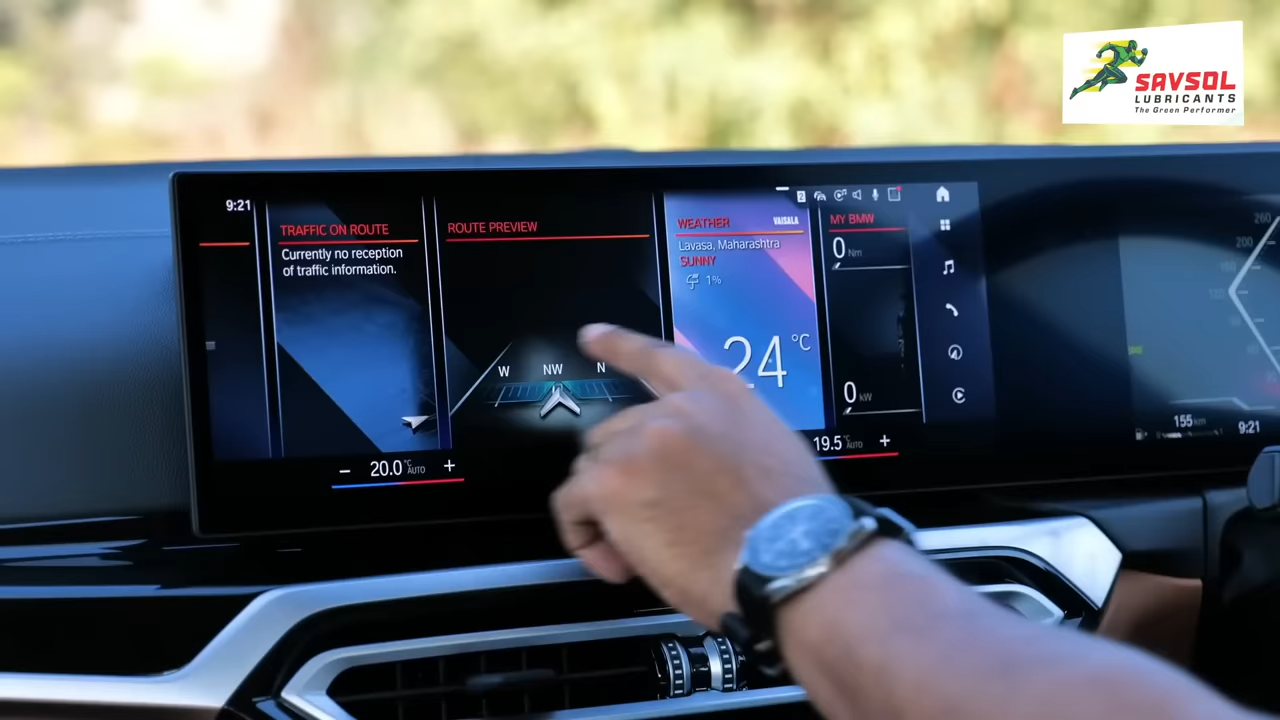 SAVSOL
LUBRICANTS
The Green Performer
9:21
TRAFFIC ON ROUTE
Currently no reception
of traffic information.
ROUTE PREVIEW
W NW N
WEATHER VAISALA
Lavasa, Maharashtra
SUNNY
1%
24 °C
2
MY BMW
0 Nm
0 kW
− 20.0 °C AUTO +
19.5 °C AUTO +
260
200
155 km
9:21